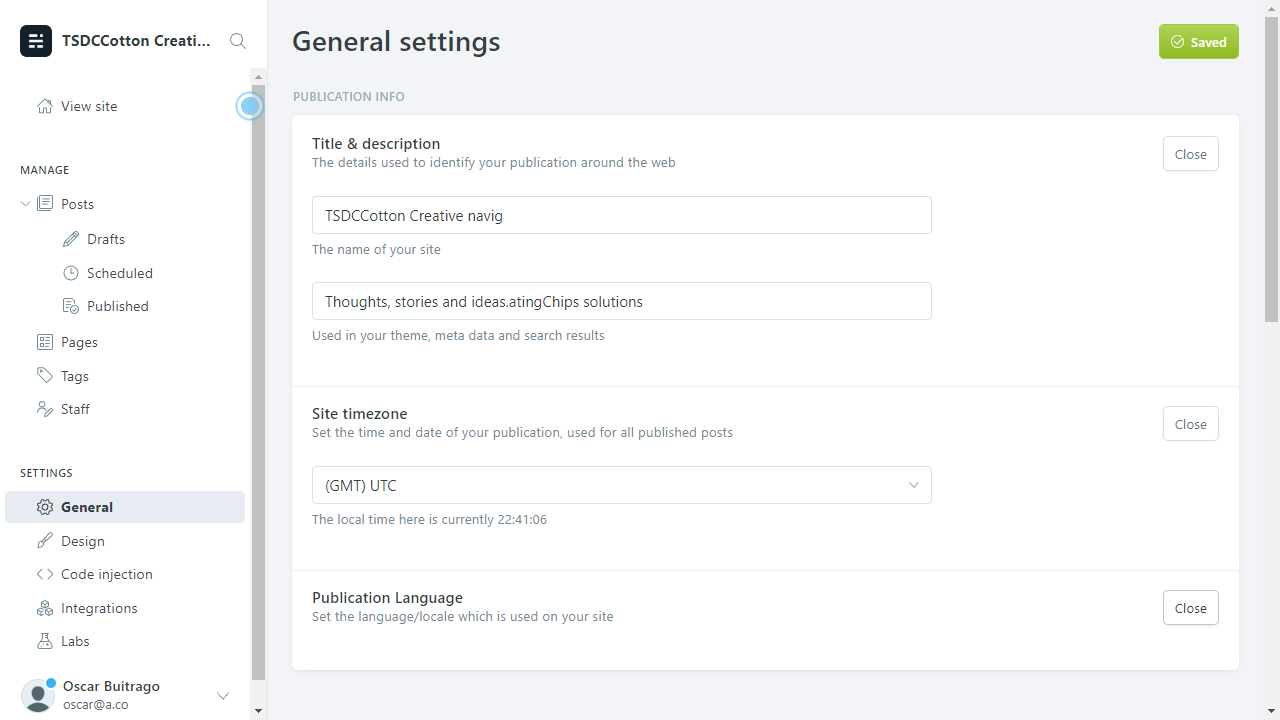 TSDCCotton Creati...
View site
MANAGE
Posts
Drafts
Scheduled
Published
Pages
Tags
Staff
SETTINGS
General
Design
Code injection
Integrations
Labs
Oscar Buitrago
oscar@a.co
General settings
Saved
PUBLICATION INFO
Title & description
The details used to identify your publication around the web
Close
TSDCCotton Creative navig
The name of your site
Thoughts, stories and ideas.atingChips solutions
Used in your theme, meta data and search results
Site timezone
Set the time and date of your publication, used for all published posts
Close
(GMT) UTC
The local time here is currently 22:41:06
Publication Language
Set the language/locale which is used on your site
Close